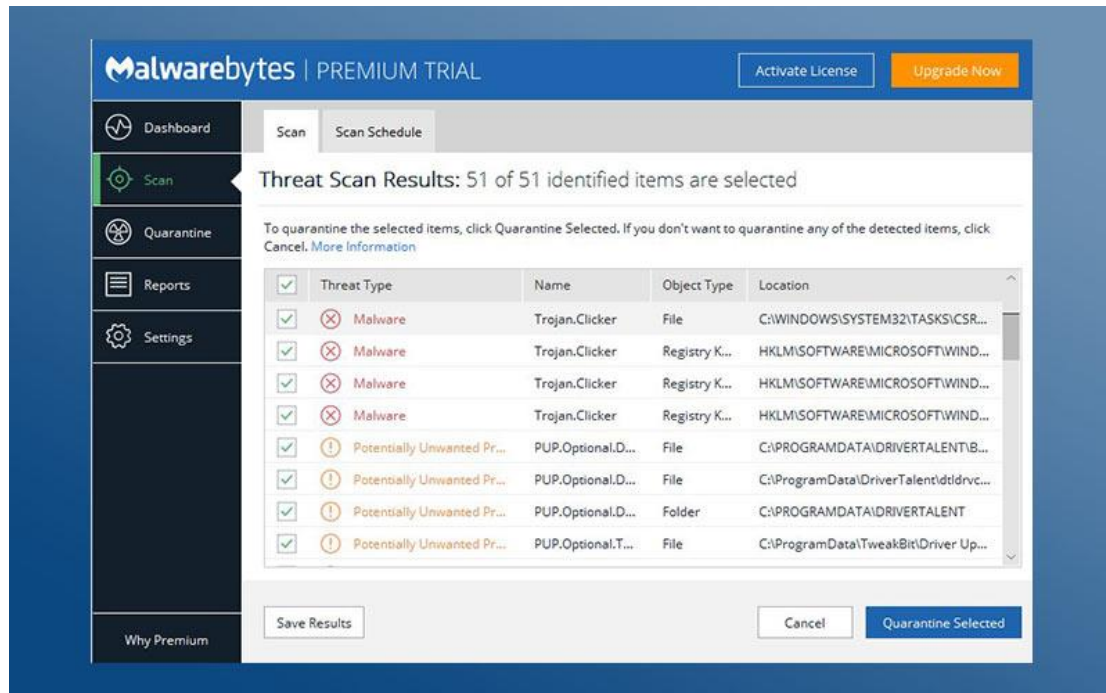 Malwarebytes | PREMIUM TRIAL
Activate License
Upgrade Now
Dashboard
Scan
Quarantine
Reports
Settings
Why Premium
Scan Scan Schedule
Threat Scan Results: 51 of 51 identified items are selected
To quarantine the selected items, click Quarantine Selected. If you don't want to quarantine any of the detected items, click
Cancel. More Information
Threat Type Name Object Type Location
Malware Trojan.Clicker File C:\WINDOWS\SYSTEM32\TASKS\CSR...
Malware Trojan.Clicker Registry K... HKLM\SOFTWARE\MICROSOFT\WIND...
Malware Trojan.Clicker Registry K... HKLM\SOFTWARE\MICROSOFT\WIND...
Malware Trojan.Clicker Registry K... HKLM\SOFTWARE\MICROSOFT\WIND...
Potentially Unwanted Pr... PUP.Optional.D... File C:\PROGRAMDATA\DRIVERTALENT\B...
Potentially Unwanted Pr... PUP.Optional.D... File C:\ProgramData\DriverTalent\dtldrvc...
Potentially Unwanted Pr... PUP.Optional.D... Folder C:\PROGRAMDATA\DRIVERTALENT
Potentially Unwanted Pr... PUP.Optional.T... File C:\ProgramData\TweakBit\Driver Up...
Save Results
Cancel
Quarantine Selected